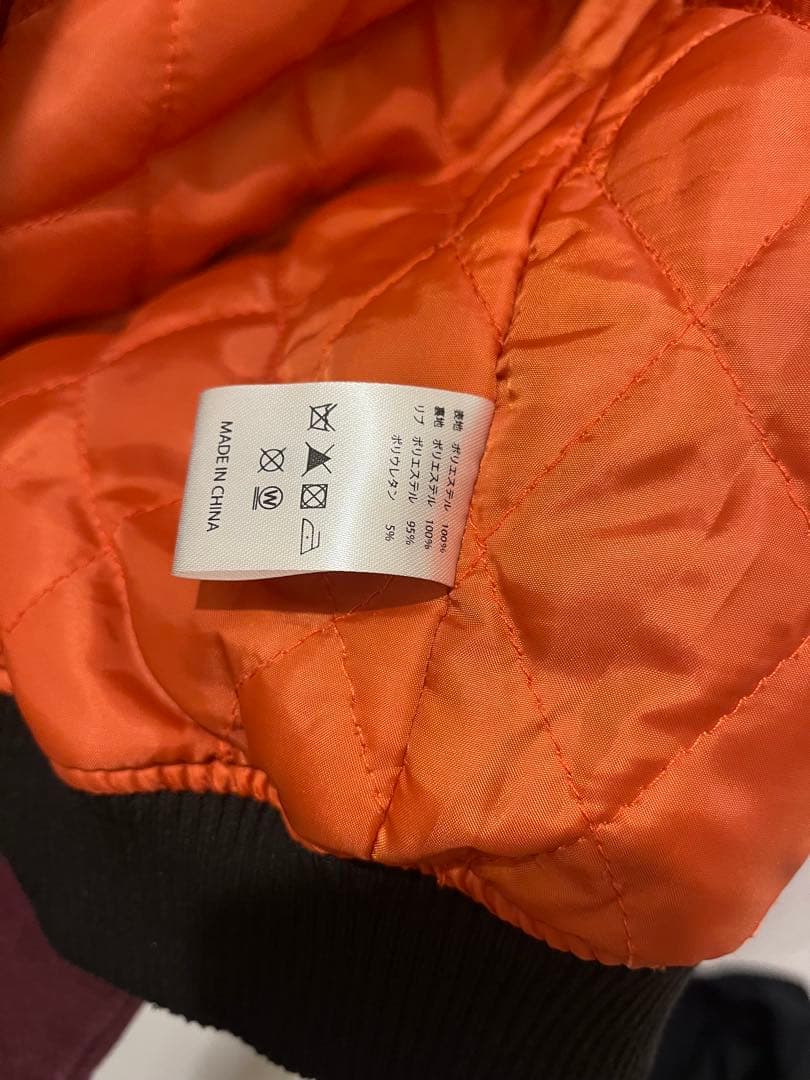 表地 ポリエステル 100%
裏地 ポリエステル 100%
リブ ポリエステル 95%
ポリウレタン 5%
W
MADE IN CHINA